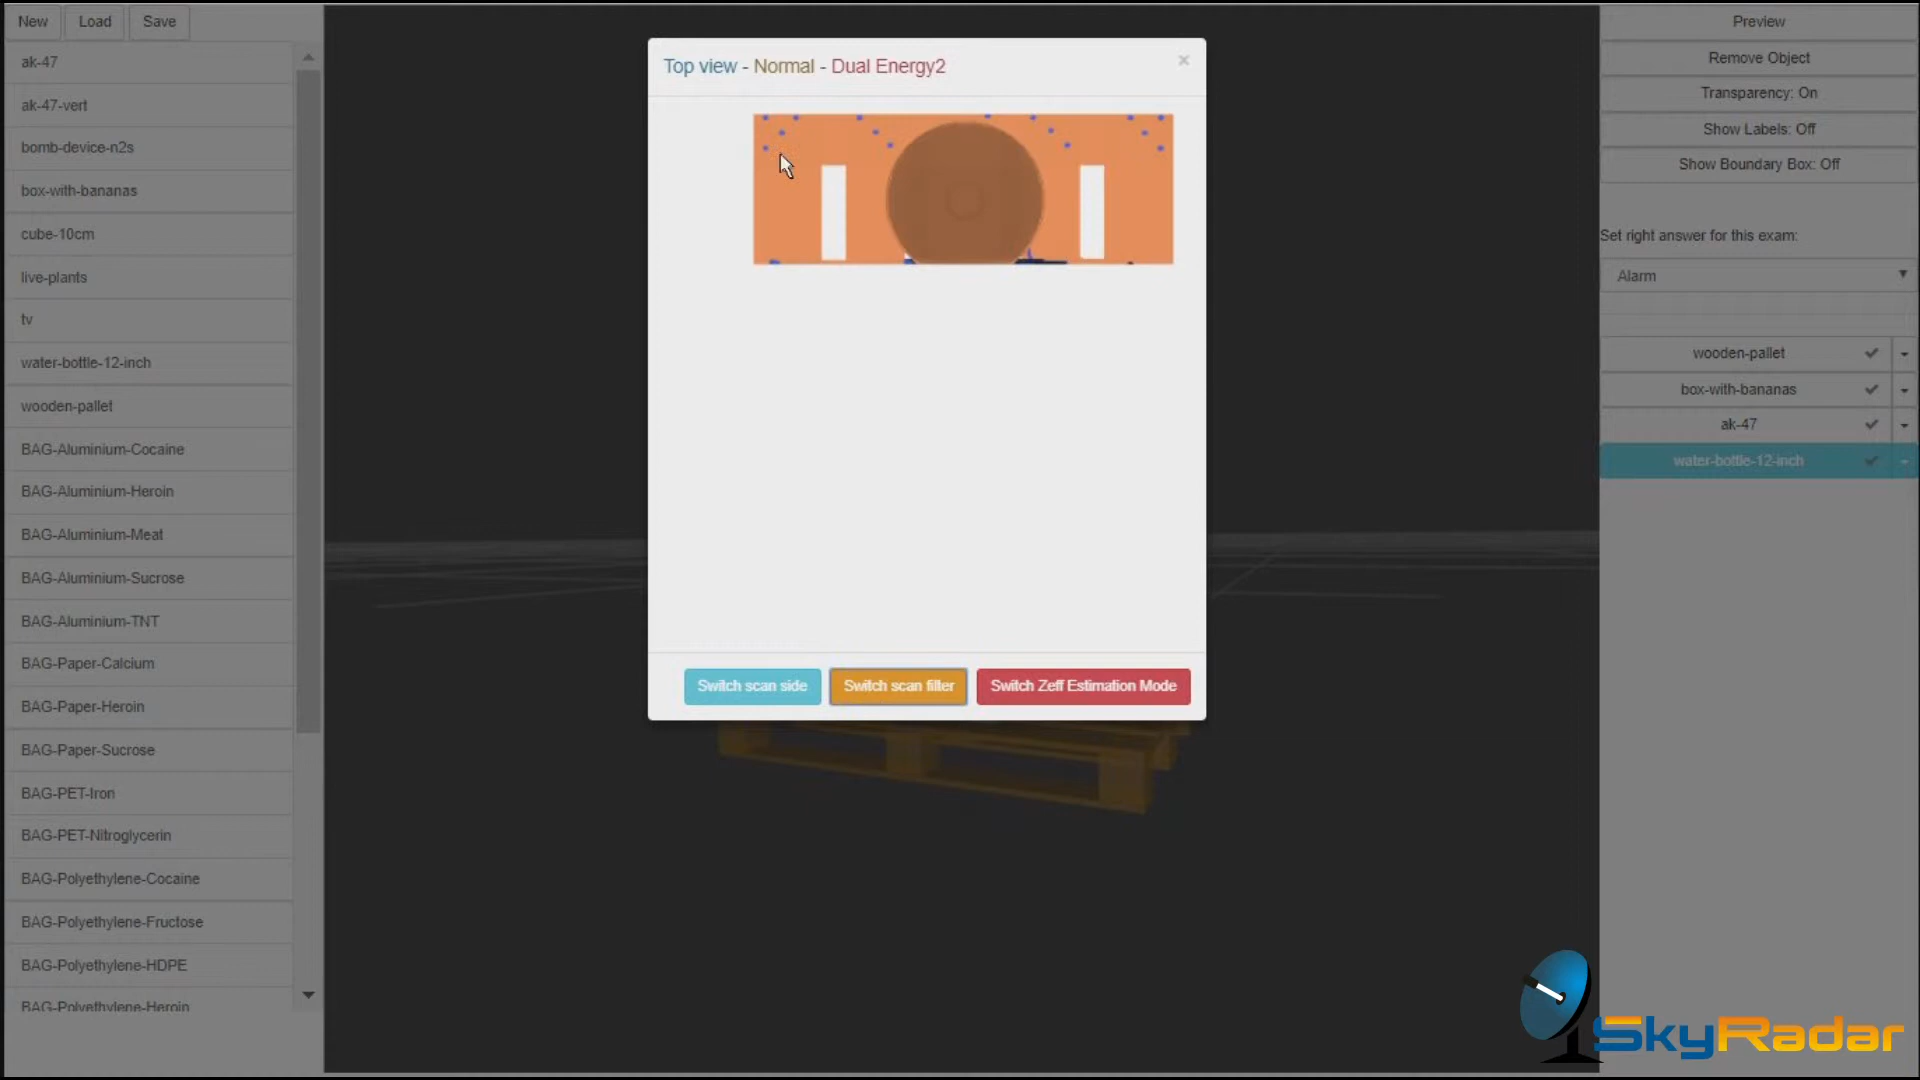 New Load Save
ak-47
ak-47-vert
bomb-device-n2s
box-with-bananas
cube-10cm
live-plants
tv
water-bottle-12-inch
wooden-pallet
BAG-Aluminium-Cocaine
BAG-Aluminium-Heroin
BAG-Aluminium-Meat
BAG-Aluminium-Sucrose
BAG-Aluminium-TNT
BAG-Paper-Calcium
BAG-Paper-Heroin
BAG-Paper-Sucrose
BAG-PET-Iron
BAG-PET-Nitroglycerin
BAG-Polyethylene-Cocaine
BAG-Polyethylene-Fructose
BAG-Polyethylene-HDPE
BAG-Polyethylene-Heroin
Top view - Normal - Dual Energy2
Switch scan side
Switch scan filter
Switch Zeff Estimation Mode
Preview
Remove Object
Transparency: On
Show Labels: Off
Show Boundary Box: Off
Set right answer for this exam:
Alarm
wooden-pallet
box-with-bananas
ak-47
water-bottle-12-inch
SkyRadar